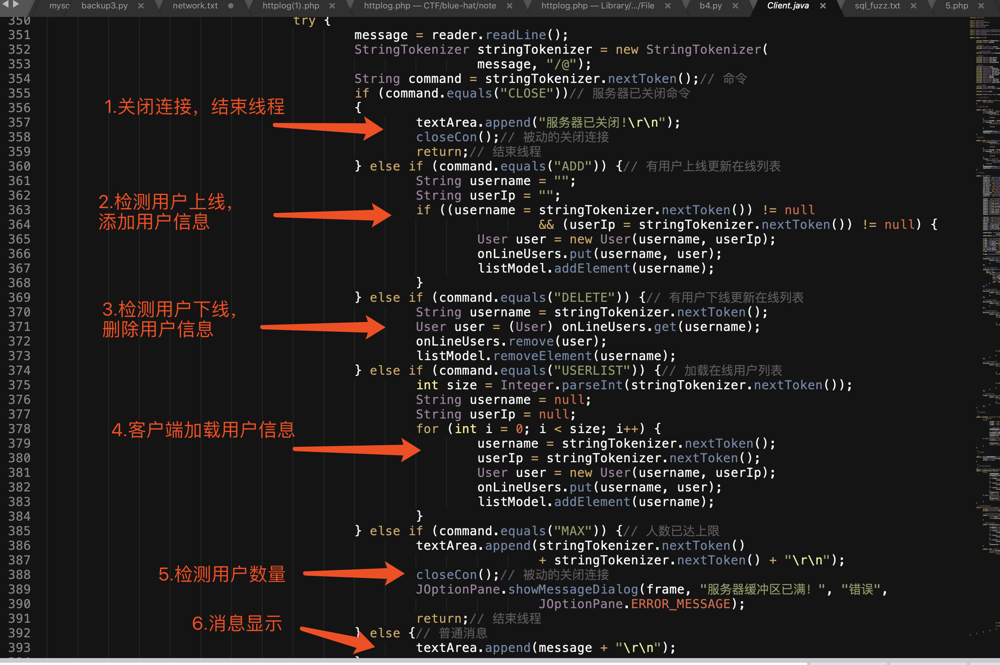 backup3.py
network.txt
httplog(1).php
httplog.php — CTF/blue-hat/note
httplog.php — Library/.../File
b4.py
Client.java
sql_fuzz.txt
5.php
350 try {
351 message = reader.readLine();
352 StringTokenizer stringTokenizer = new StringTokenizer(
353 message, "/@");
354 String command = stringTokenizer.nextToken();// 命令
355 if (command.equals("CLOSE"))// 服务器已关闭命令
1.关闭连接，结束线程
356 {
357 textArea.append("服务器已关闭!\r\n");
358 closeCon();// 被动的关闭连接
359 return;// 结束线程
360 } else if (command.equals("ADD")) {// 有用户上线更新在线列表
361 String username = "";
362 String userIp = "";
2.检测用户上线，
添加用户信息
363 if ((username = stringTokenizer.nextToken()) != null
364 && (userIp = stringTokenizer.nextToken()) != null) {
365 User user = new User(username, userIp);
366 onLineUsers.put(username, user);
367 listModel.addElement(username);
368 }
369 } else if (command.equals("DELETE")) {// 有用户下线更新在线列表
3.检测用户下线，
删除用户信息
370 String username = stringTokenizer.nextToken();
371 User user = (User) onLineUsers.get(username);
372 onLineUsers.remove(user);
373 listModel.removeElement(username);
374 } else if (command.equals("USERLIST")) {// 加载在线用户列表
375 int size = Integer.parseInt(stringTokenizer.nextToken());
376 String username = null;
377 String userIp = null;
4.客户端加载用户信息
378 for (int i = 0; i < size; i++) {
379 username = stringTokenizer.nextToken();
380 userIp = stringTokenizer.nextToken();
381 User user = new User(username, userIp);
382 onLineUsers.put(username, user);
383 listModel.addElement(username);
384 }
385 } else if (command.equals("MAX")) {// 人数已达上限
386 textArea.append(stringTokenizer.nextToken()
387 + stringTokenizer.nextToken() + "\r\n");
5.检测用户数量
388 closeCon();// 被动的关闭连接
389 JOptionPane.showMessageDialog(frame, "服务器缓冲区已满！", "错误",
390 JOptionPane.ERROR_MESSAGE);
391 return;// 结束线程
6.消息显示
392 } else {// 普通消息
393 textArea.append(message + "\r\n");